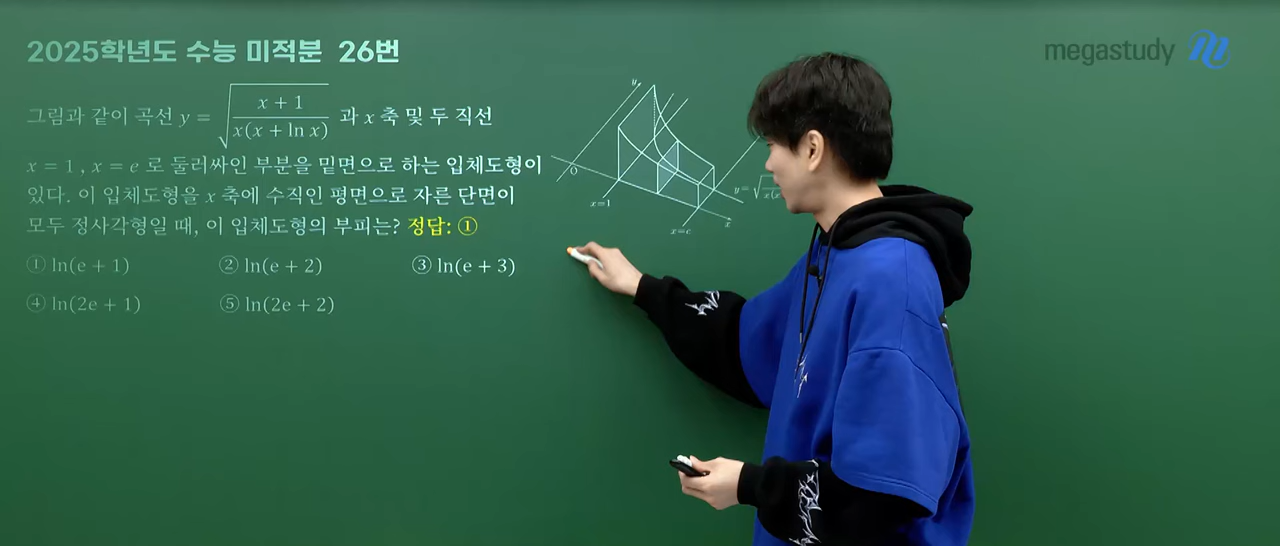 2025학년도 수능 미적분 26번
megastudy
그림과 같이 곡선 y = √((x + 1)/(x(x + ln x))) 과 x 축 및 두 직선
x = 1 , x = e 로 둘러싸인 부분을 밑면으로 하는 입체도형이
있다. 이 입체도형을 x 축에 수직인 평면으로 자른 단면이
모두 정사각형일 때, 이 입체도형의 부피는? 정답: ①
① ln(e + 1) ② ln(e + 2) ③ ln(e + 3)
④ ln(2e + 1) ⑤ ln(2e + 2)
y
O
x=1
x=e
x
y=